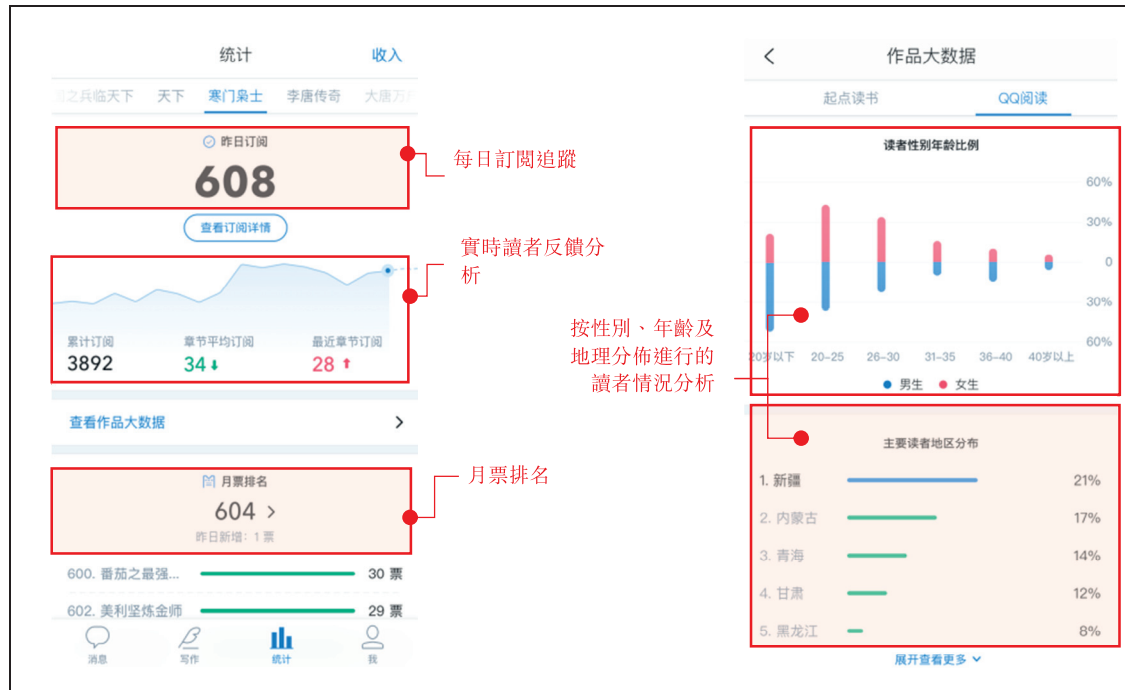 统计
收入
之兵临天下
天下
寒门枭士
李唐传奇
大唐万
昨日订阅
608
查看订阅详情
累计订阅
3892
章节平均订阅
34
最近章节订阅
28
查看作品大数据
月票排名
604
昨日新增：1 票
600. 番茄之最强...
30 票
602. 美利坚炼金师
29 票
消息
写作
统计
我
每日訂閱追蹤
實時讀者反饋分
析
月票排名
按性別、年齡及
地理分佈進行的
讀者情況分析
作品大数据
起点读书
QQ阅读
读者性别年龄比例
60%
30%
0
30%
60%
20岁以下
20–25
26–30
31–35
36–40
40岁以上
男生
女生
主要读者地区分布
1. 新疆
21%
2. 内蒙古
17%
3. 青海
14%
4. 甘肃
12%
5. 黑龙江
8%
展开查看更多